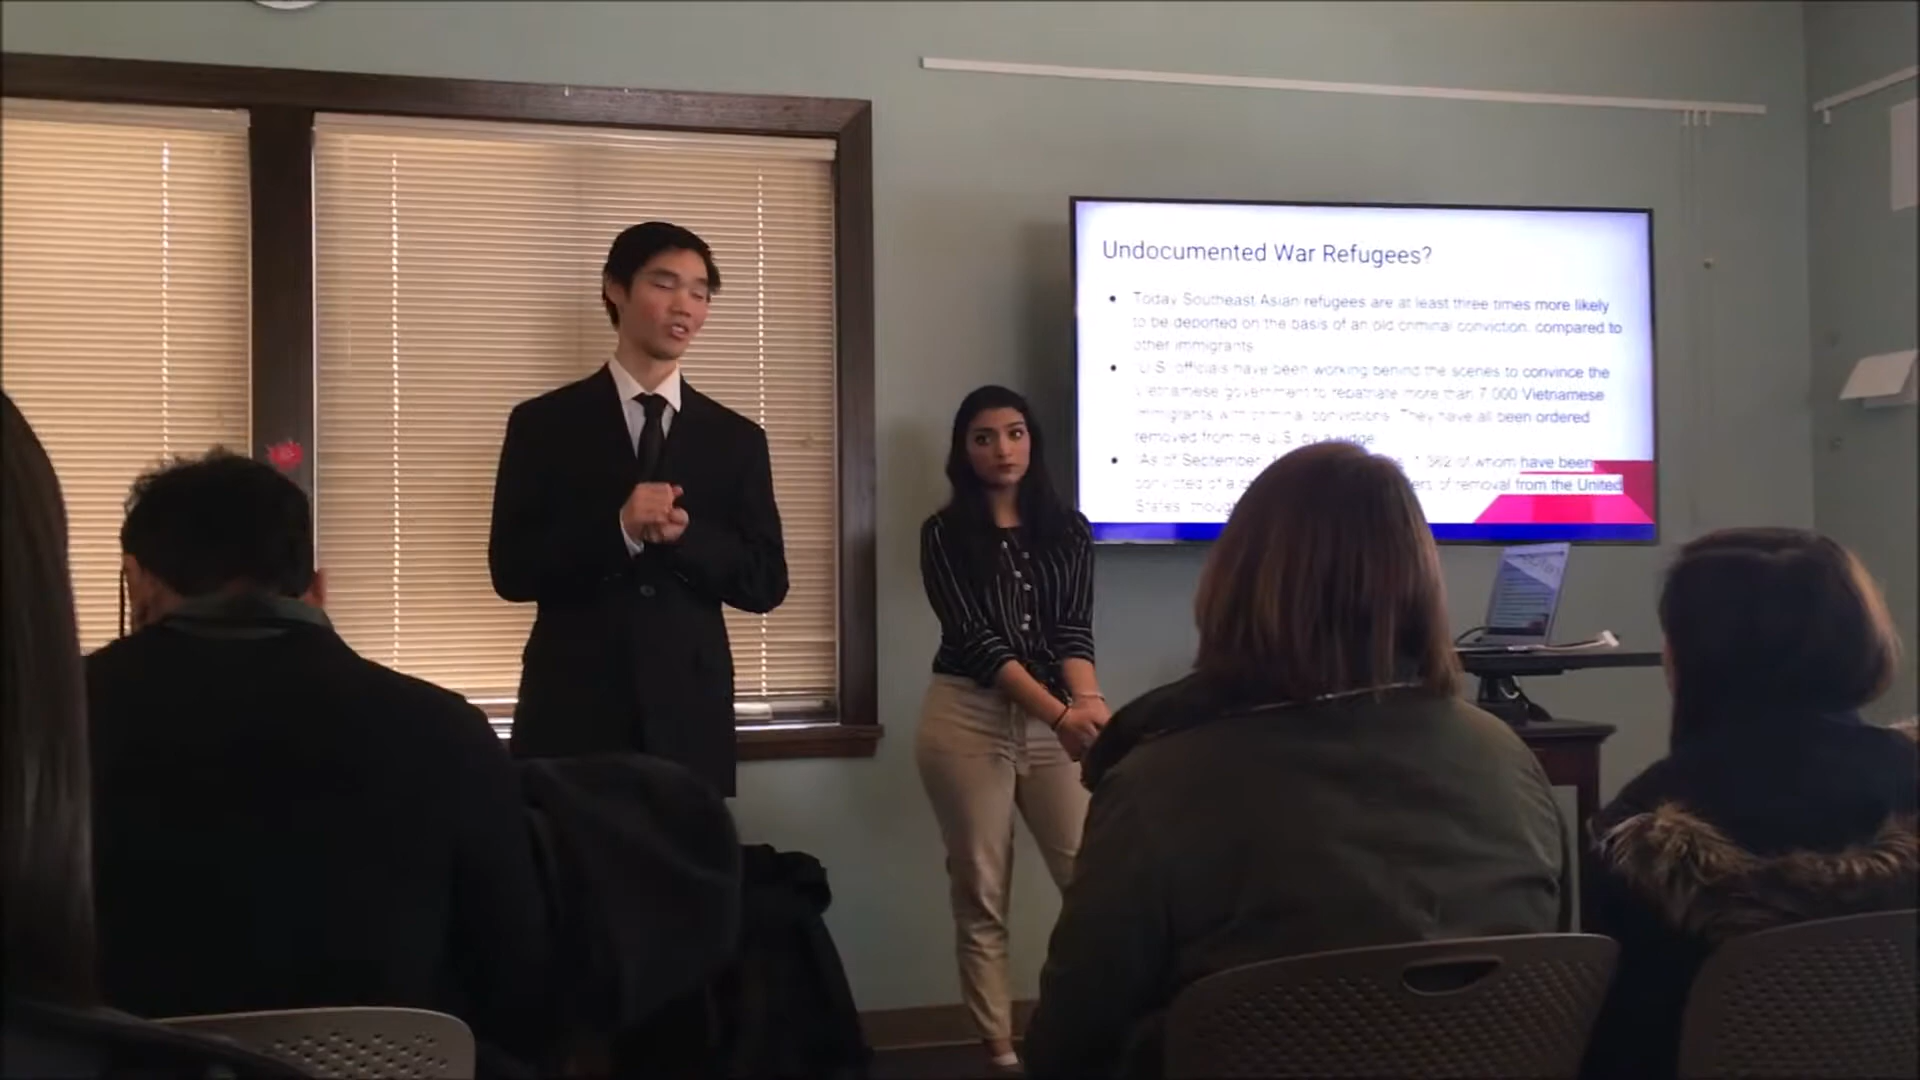 Undocumented War Refugees?
Today Southeast Asian refugees are at least three times more likely
to be deported on the basis of an old criminal conviction, compared to
other immigrants
U.S. officials have been working behind the scenes to convince the
Vietnamese government to repatriate more than 7,000 Vietnamese
immigrants with criminal convictions. They have all been ordered
removed from the U.S. by a judge
As of September of whom have been
convicted of a of removal from the United
States,